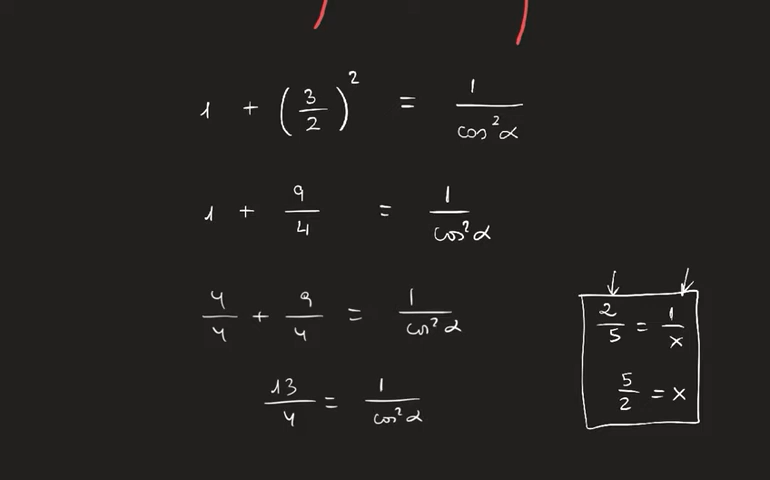 1 + (3/2)² = 1/cos²α
1 + 9/4 = 1/cos²α
4/4 + 9/4 = 1/cos²α
2/5 = 1/x
13/4 = 1/cos²α
5/2 = x